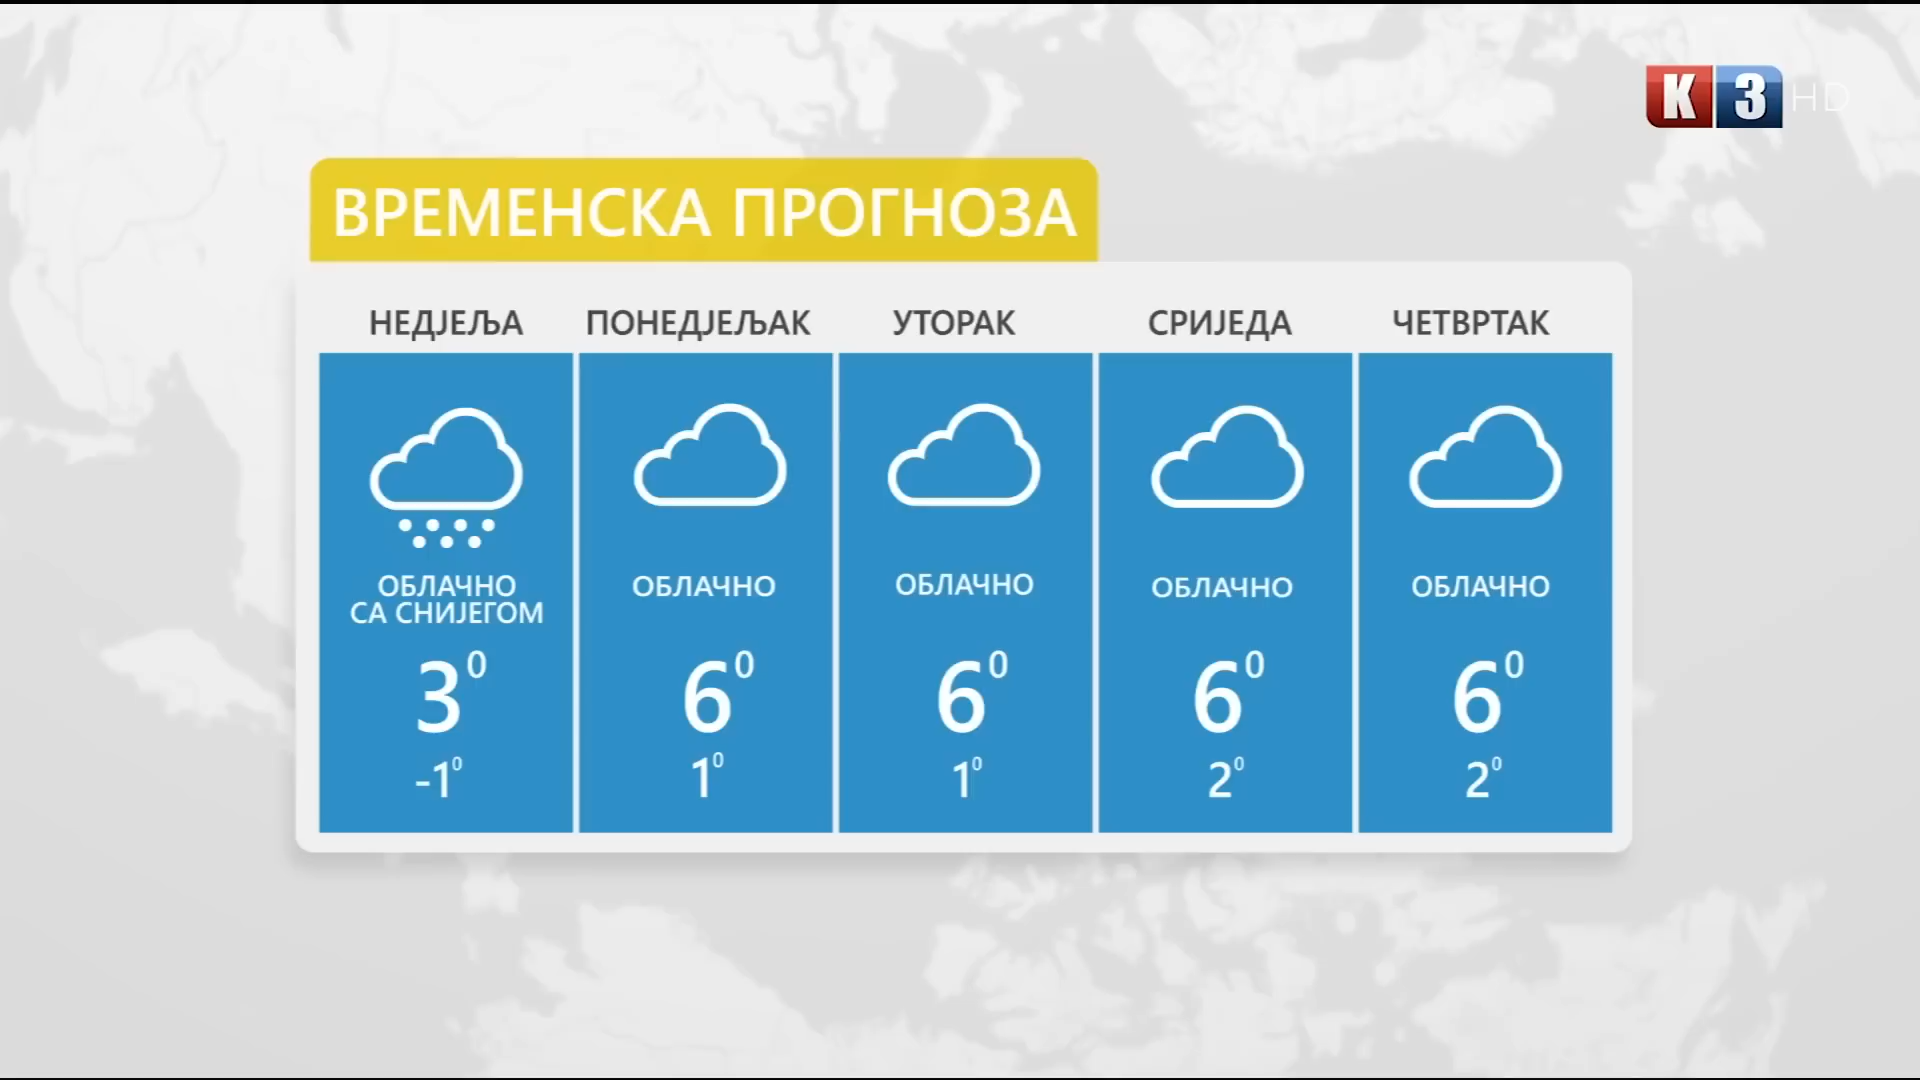 К3 HD
ВРЕМЕНСКА ПРОГНОЗА
НЕДЈЕЉА
ПОНЕДЈЕЉАК
УТОРАК
СРИЈЕДА
ЧЕТВРТАК
ОБЛАЧНО
СА СНИЈЕГОМ
ОБЛАЧНО
ОБЛАЧНО
ОБЛАЧНО
ОБЛАЧНО
3⁰
6⁰
6⁰
6⁰
6⁰
-1⁰
1⁰
1⁰
2⁰
2⁰